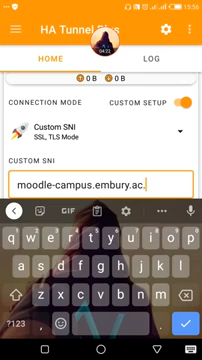 15:56
HA Tunnel Plus
04:21
HOME LOG
0 B 0 B
CONNECTION MODE CUSTOM SETUP
Custom SNI
SSL, TLS Mode
CUSTOM SNI
moodle-campus.embury.ac.
GIF
q w e r t y u i o p
a s d f g h j k l
z x c v b n m
?123 , .